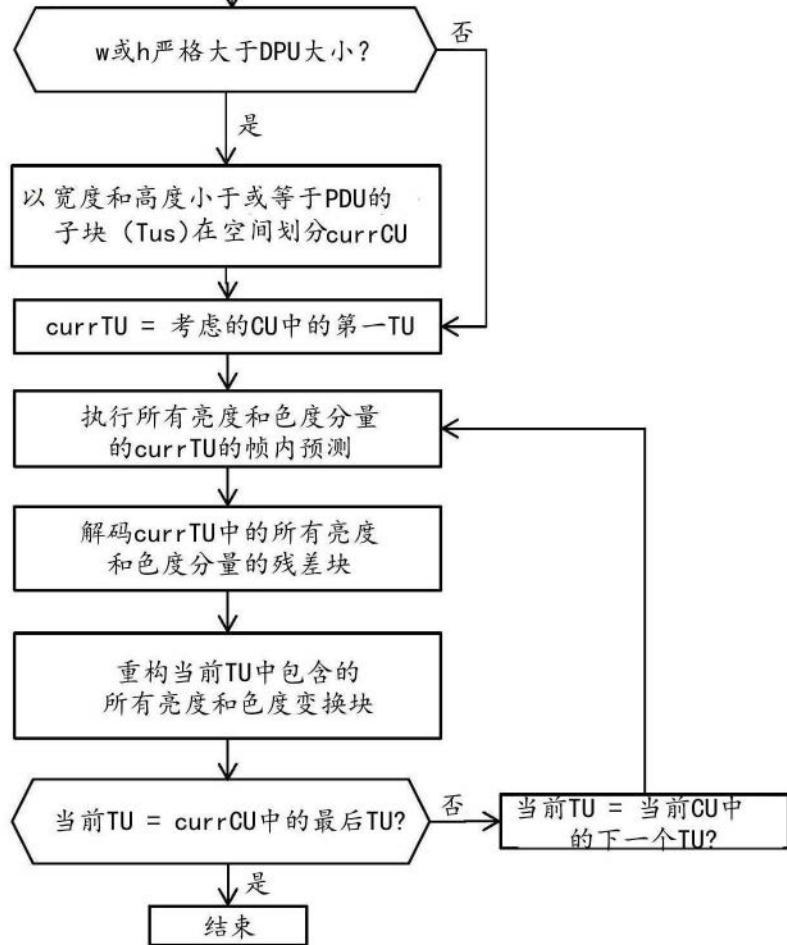 w或h严格大于DPU大小?
否
是
以宽度和高度小于或等于PDU的
子块 (Tus)在空间划分currCU
currTU = 考虑的CU中的第一TU
执行所有亮度和色度分量
的currTU的帧内预测
解码currTU中的所有亮度
和色度分量的残差块
重构当前TU中包含的
所有亮度和色度变换块
当前TU = currCU中的最后TU?
否
当前TU = 当前CU中
的下一个TU?
是
结束